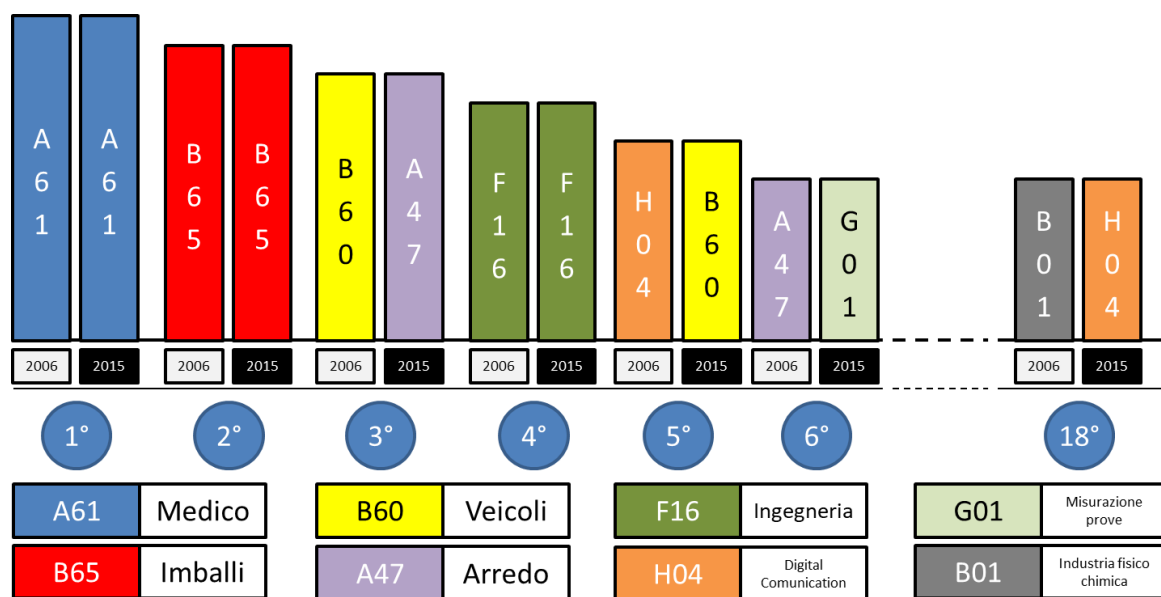 A61 A61 B65 B65 B60 A47 F16 F16 H04 B60 A47 G01 B01 H04
2006 2015 2006 2015 2006 2015 2006 2015 2006 2015 2006 2015 2006 2015
1° 2° 3° 4° 5° 6° 18°
A61 Medico B60 Veicoli F16 Ingegneria G01 Misurazione prove
B65 Imballi A47 Arredo H04 Digital Comunication B01 Industria fisico chimica